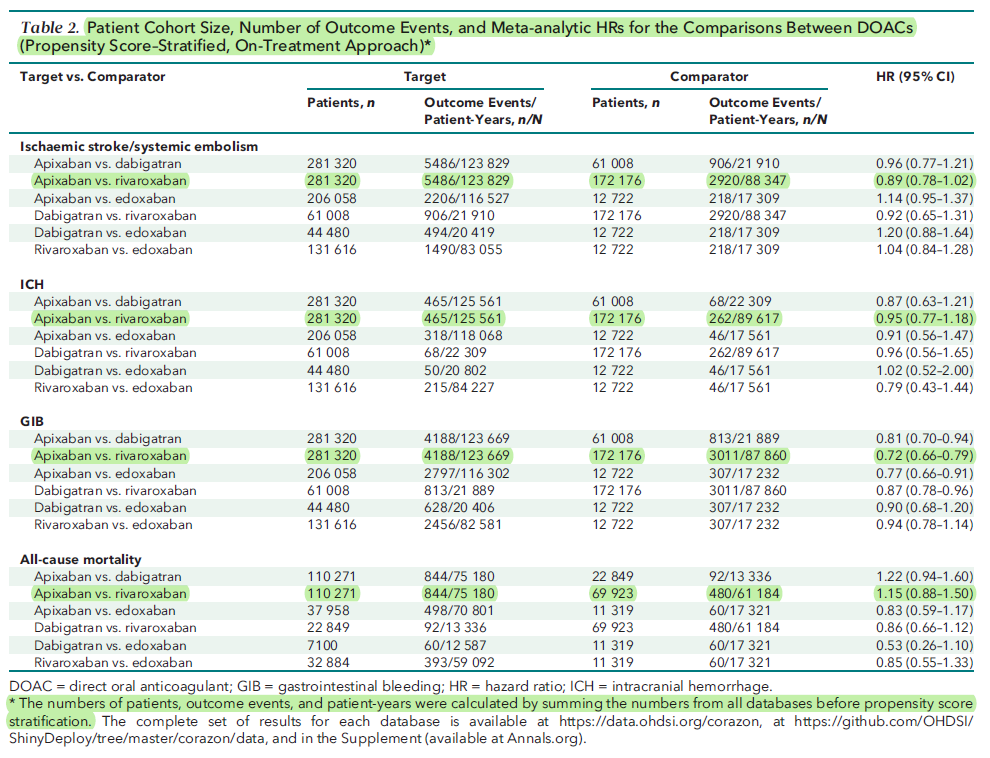 Table 2. Patient Cohort Size, Number of Outcome Events, and Meta-analytic HRs for the Comparisons Between DOACs
(Propensity Score–Stratified, On-Treatment Approach)*
Target vs. Comparator Target Comparator HR (95% CI)
Patients, n Outcome Events/ Patients, n Outcome Events/
Patient-Years, n/N Patient-Years, n/N
Ischaemic stroke/systemic embolism
Apixaban vs. dabigatran 281 320 5486/123 829 61 008 906/21 910 0.96 (0.77–1.21)
Apixaban vs. rivaroxaban 281 320 5486/123 829 172 176 2920/88 347 0.89 (0.78–1.02)
Apixaban vs. edoxaban 206 058 2206/116 527 12 722 218/17 309 1.14 (0.95–1.37)
Dabigatran vs. rivaroxaban 61 008 906/21 910 172 176 2920/88 347 0.92 (0.65–1.31)
Dabigatran vs. edoxaban 44 480 494/20 419 12 722 218/17 309 1.20 (0.88–1.64)
Rivaroxaban vs. edoxaban 131 616 1490/83 055 12 722 218/17 309 1.04 (0.84–1.28)
ICH
Apixaban vs. dabigatran 281 320 465/125 561 61 008 68/22 309 0.87 (0.63–1.21)
Apixaban vs. rivaroxaban 281 320 465/125 561 172 176 262/89 617 0.95 (0.77–1.18)
Apixaban vs. edoxaban 206 058 318/118 068 12 722 46/17 561 0.91 (0.56–1.47)
Dabigatran vs. rivaroxaban 61 008 68/22 309 172 176 262/89 617 0.96 (0.56–1.65)
Dabigatran vs. edoxaban 44 480 50/20 802 12 722 46/17 561 1.02 (0.52–2.00)
Rivaroxaban vs. edoxaban 131 616 215/84 227 12 722 46/17 561 0.79 (0.43–1.44)
GIB
Apixaban vs. dabigatran 281 320 4188/123 669 61 008 813/21 889 0.81 (0.70–0.94)
Apixaban vs. rivaroxaban 281 320 4188/123 669 172 176 3011/87 860 0.72 (0.66–0.79)
Apixaban vs. edoxaban 206 058 2797/116 302 12 722 307/17 232 0.77 (0.66–0.91)
Dabigatran vs. rivaroxaban 61 008 813/21 889 172 176 3011/87 860 0.87 (0.78–0.96)
Dabigatran vs. edoxaban 44 480 628/20 406 12 722 307/17 232 0.90 (0.68–1.20)
Rivaroxaban vs. edoxaban 131 616 2456/82 581 12 722 307/17 232 0.94 (0.78–1.14)
All-cause mortality
Apixaban vs. dabigatran 110 271 844/75 180 22 849 92/13 336 1.22 (0.94–1.60)
Apixaban vs. rivaroxaban 110 271 844/75 180 69 923 480/61 184 1.15 (0.88–1.50)
Apixaban vs. edoxaban 37 958 498/70 801 11 319 60/17 321 0.83 (0.59–1.17)
Dabigatran vs. rivaroxaban 22 849 92/13 336 69 923 480/61 184 0.86 (0.66–1.12)
Dabigatran vs. edoxaban 7100 60/12 587 11 319 60/17 321 0.53 (0.26–1.10)
Rivaroxaban vs. edoxaban 32 884 393/59 092 11 319 60/17 321 0.85 (0.55–1.33)
DOAC = direct oral anticoagulant; GIB = gastrointestinal bleeding; HR = hazard ratio; ICH = intracranial hemorrhage.
* The numbers of patients, outcome events, and patient-years were calculated by summing the numbers from all databases before propensity score
stratification. The complete set of results for each database is available at https://data.ohdsi.org/corazon, at https://github.com/OHDSI/
ShinyDeploy/tree/master/corazon/data, and in the Supplement (available at Annals.org).